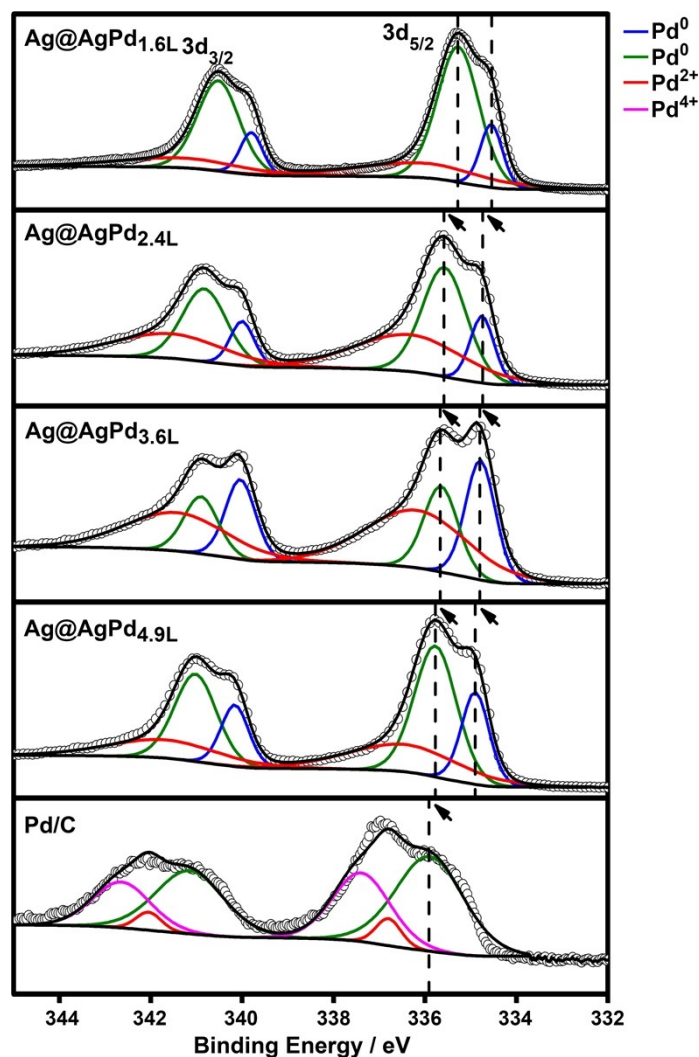 Ag@AgPd1.6L 3d3/2 3d5/2
Pd0
Pd0
Pd2+
Pd4+
Ag@AgPd2.4L
Ag@AgPd3.6L
Ag@AgPd4.9L
Pd/C
344 342 340 338 336 334 332
Binding Energy / eV